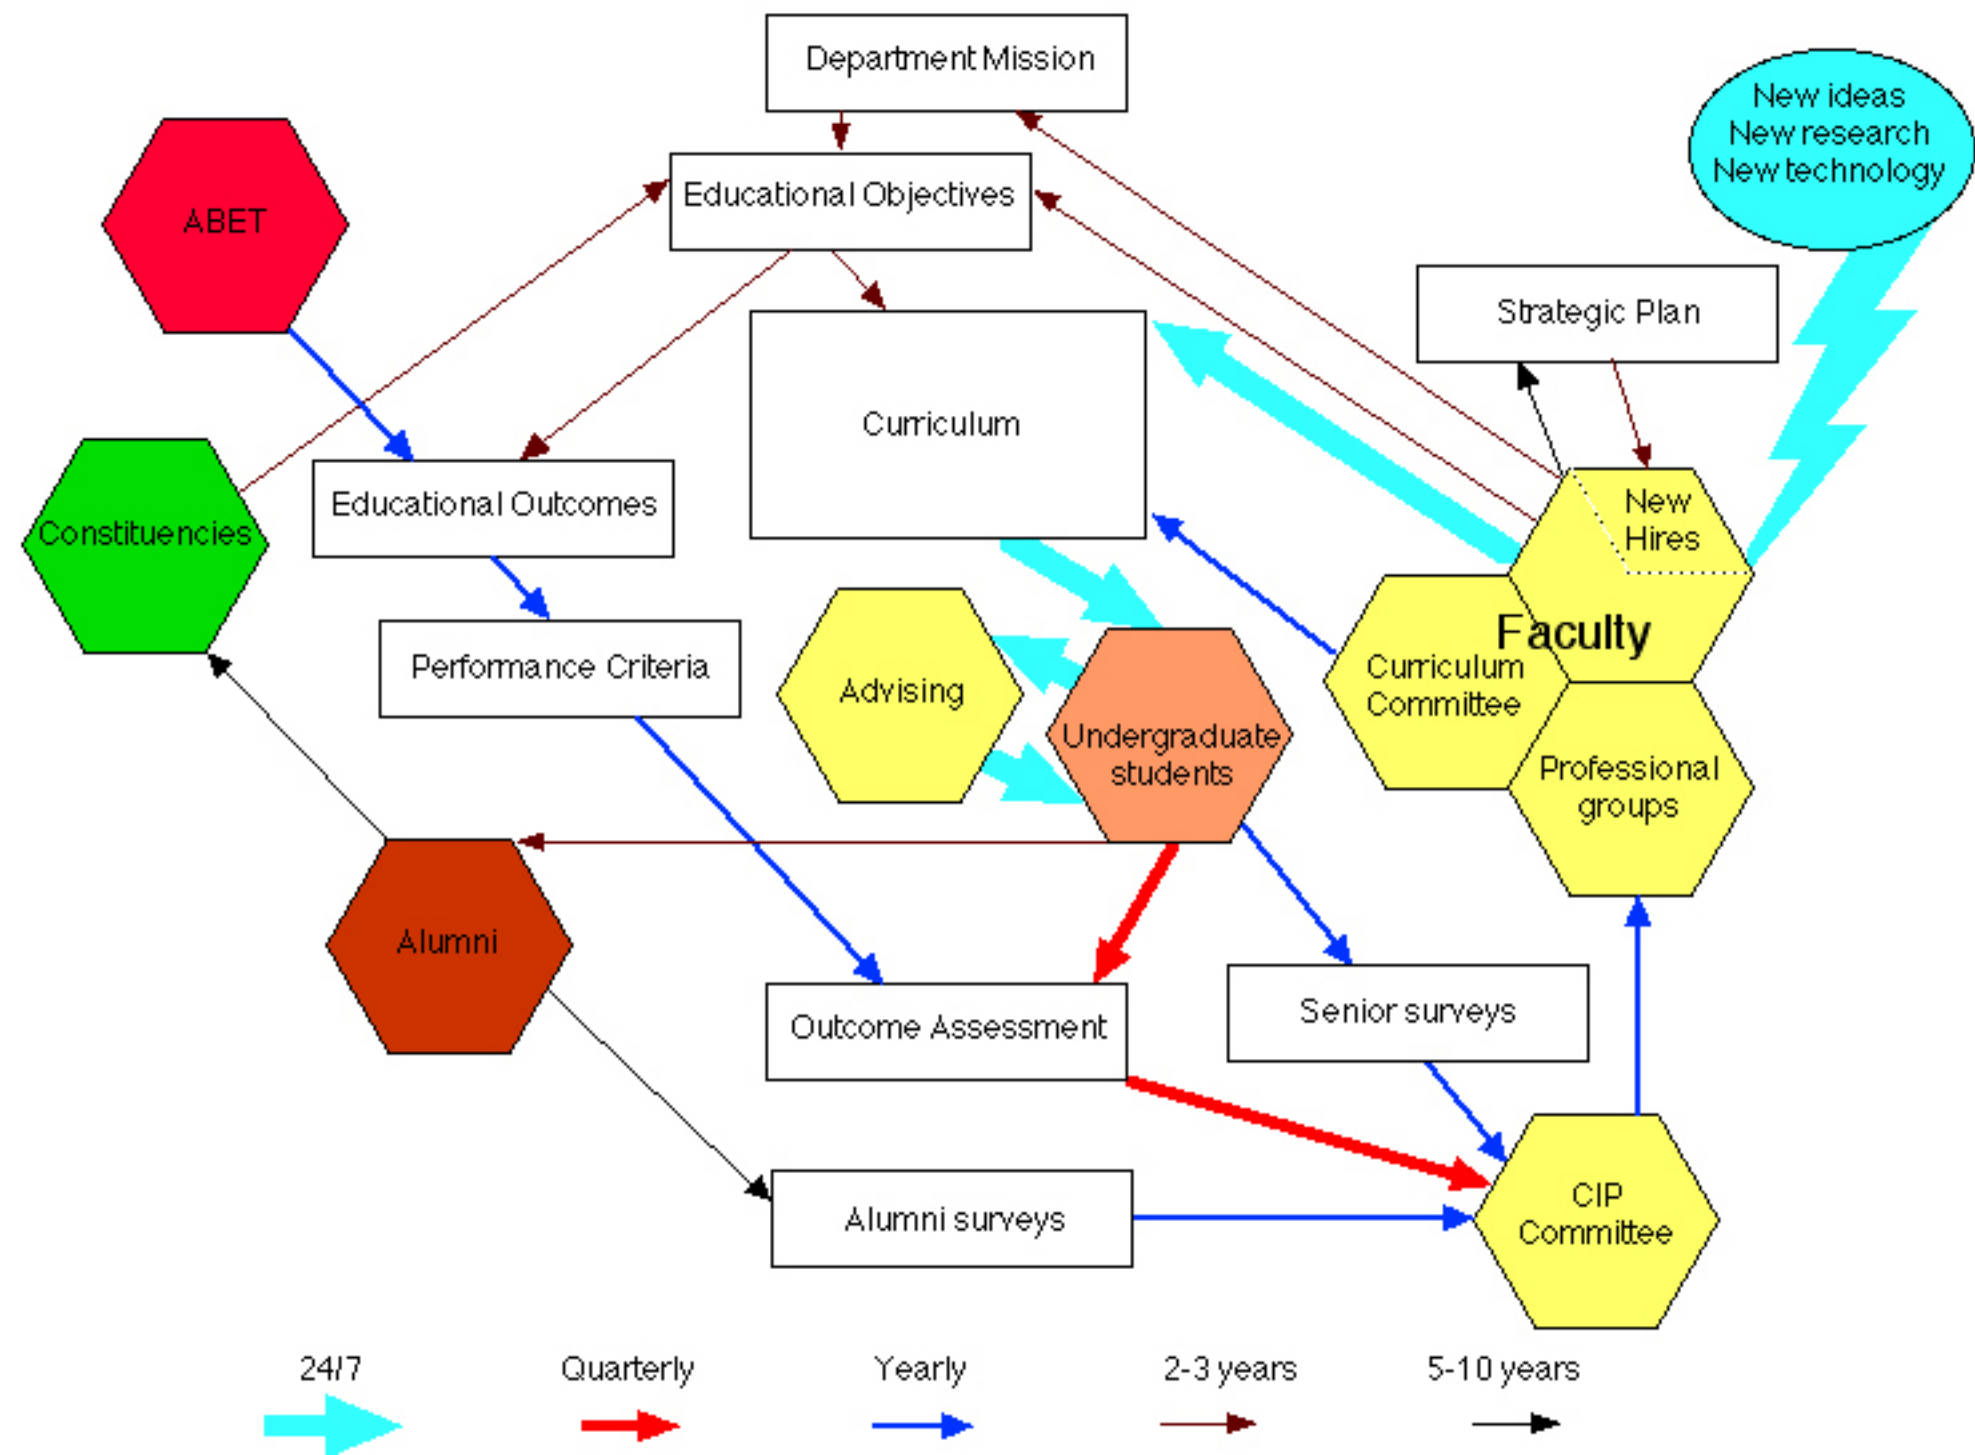 Department Mission
New ideas
New research
New technology
Educational Objectives
ABET
Strategic Plan
Curriculum
Educational Outcomes
New
Hires
Constituencies
Faculty
Performance Criteria
Advising
Curriculum
Committee
Undergraduate
students
Professional
groups
Alumni
Outcome Assessment
Senior surveys
Alumni surveys
CIP
Committee
24/7
Quarterly
Yearly
2-3 years
5-10 years